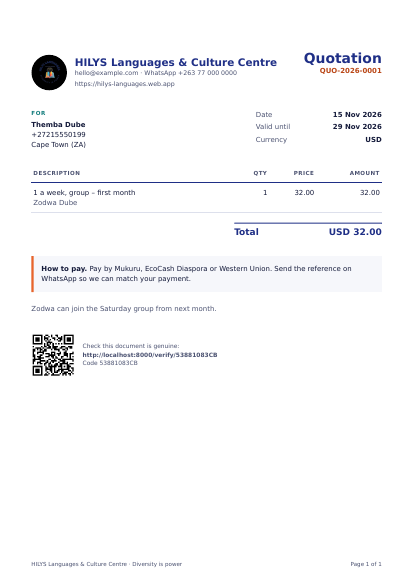 HILYS Languages & Culture Centre
hello@example.com · WhatsApp +263 77 000 0000
https://hilys-languages.web.app
Quotation
QUO-2026-0001
FOR
Themba Dube
+27215550199
Cape Town (ZA)
Date 15 Nov 2026
Valid until 29 Nov 2026
Currency USD
DESCRIPTION QTY PRICE AMOUNT
1 a week, group – first month 1 32.00 32.00
Zodwa Dube
Total USD 32.00
How to pay. Pay by Mukuru, EcoCash Diaspora or Western Union. Send the reference on
WhatsApp so we can match your payment.
Zodwa can join the Saturday group from next month.
Check this document is genuine:
http://localhost:8000/verify/53881083CB
Code 53881083CB
HILYS Languages & Culture Centre · Diversity is power
Page 1 of 1